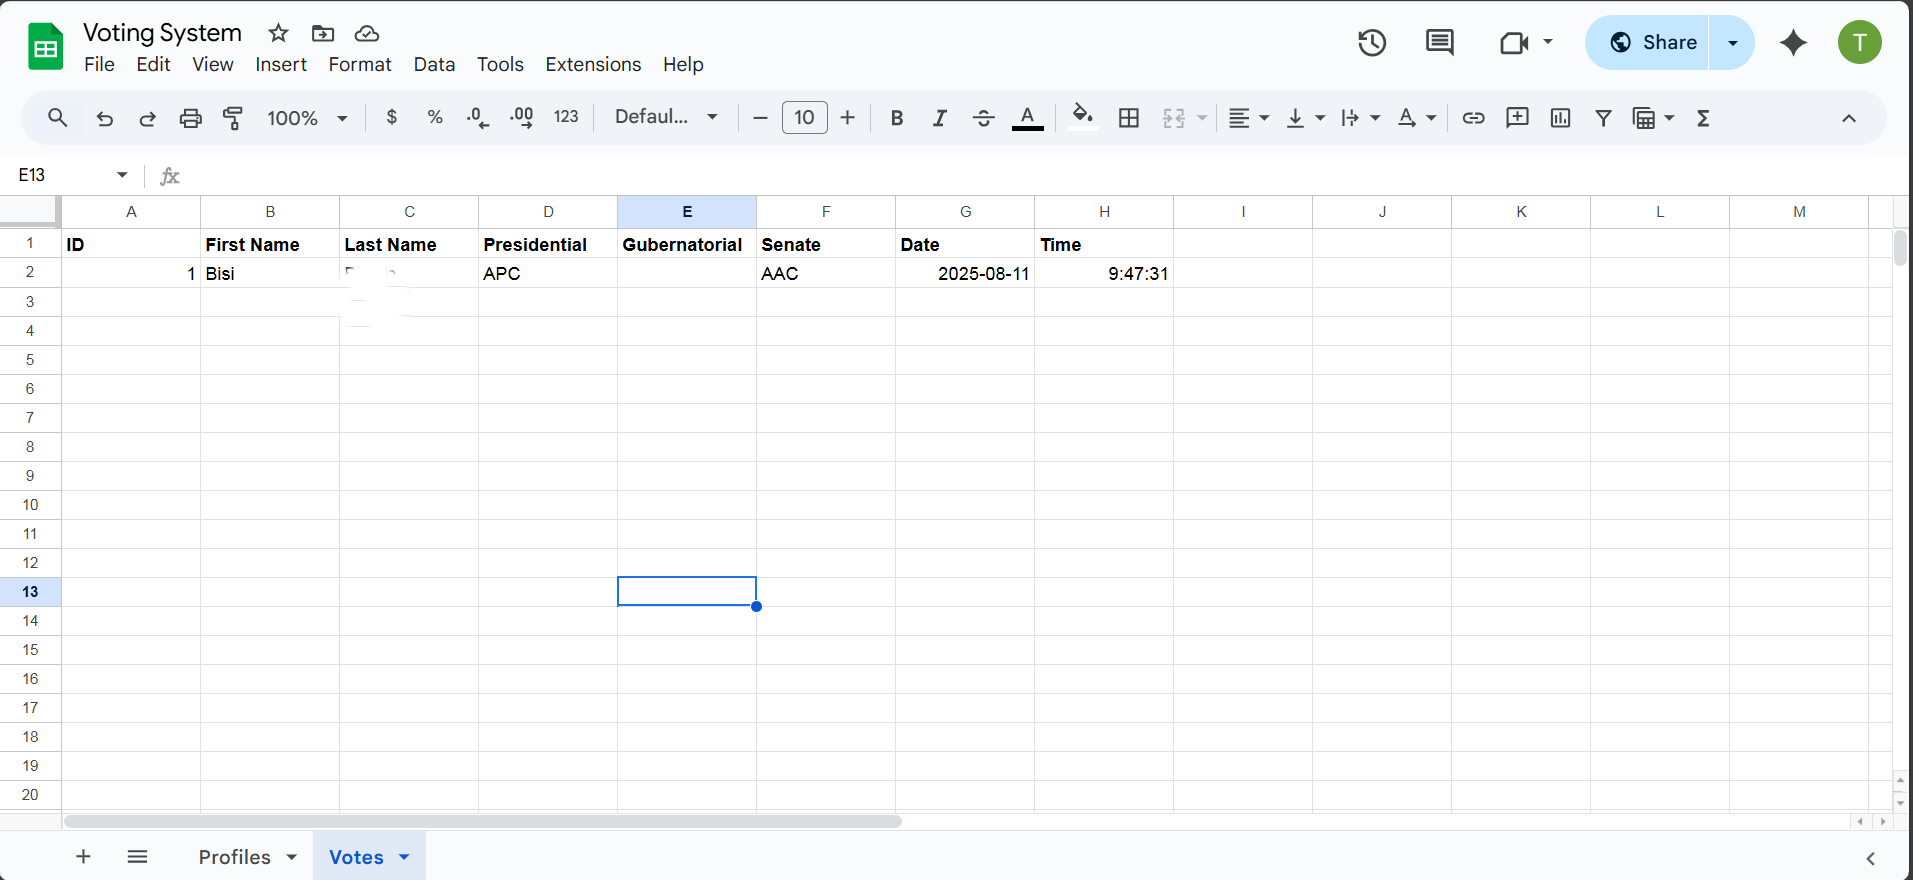 Voting System
File Edit View Insert Format Data Tools Extensions Help
Share
T
100% $ % .0 .00 123 Defaul... 10 B I S A
E13 fx
A B C D E F G H I J K L M
1 ID First Name Last Name Presidential Gubernatorial Senate Date Time
2 1 Bisi APC AAC 2025-08-11 9:47:31
3
4
5
6
7
8
9
10
11
12
13
14
15
16
17
18
19
20
Profiles Votes